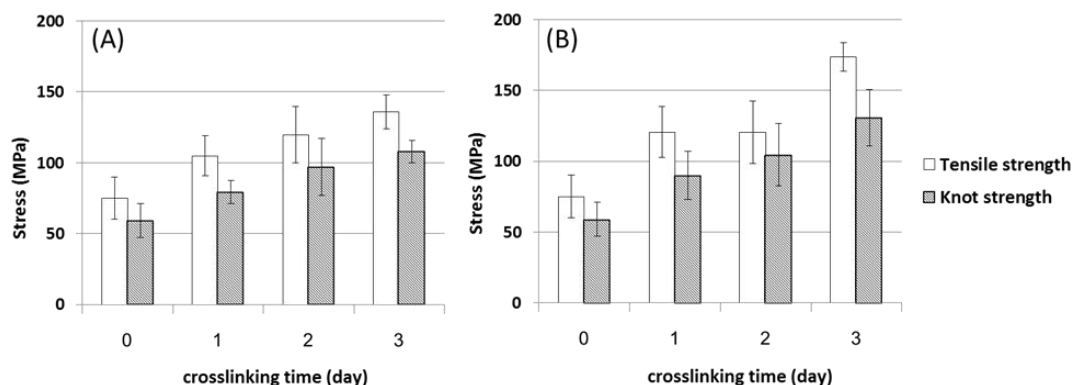 (A)
Stress (MPa)
200
150
100
50
0
0 1 2 3
crosslinking time (day)
(B)
Stress (MPa)
200
150
100
50
0
0 1 2 3
crosslinking time (day)
Tensile strength
Knot strength